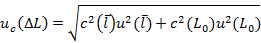 u_c(ΔL) = √(c²(l̄)u²(l̄) + c²(L₀)u²(L₀))